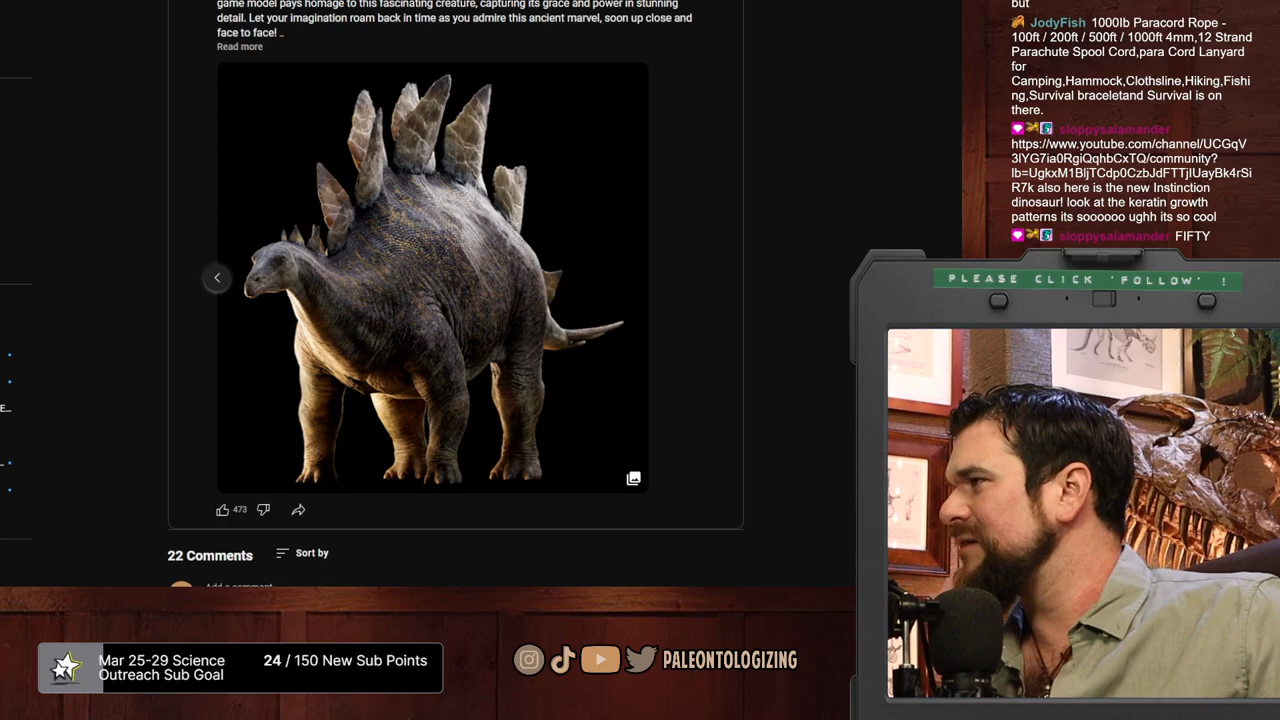 game model pays homage to this fascinating creature, capturing its grace and power in stunning
detail. Let your imagination roam back in time as you admire this ancient marvel, soon up close and
face to face! ..
Read more
473
22 Comments
Sort by
Add a comment
E...
Mar 25-29 Science
Outreach Sub Goal
24 / 150 New Sub Points
PALEONTOLOGIZING
but
JodyFish 1000lb Paracord Rope -
100ft / 200ft / 500ft / 1000ft 4mm,12 Strand
Parachute Spool Cord,para Cord Lanyard
for
Camping,Hammock,Clothsline,Hiking,Fishi
ng,Survival braceletand Survival is on
there.
sloppysalamander
https://www.youtube.com/channel/UCGqV
3lYG7ia0RgiQqhbCxTQ/community?
lb=UgkxM1BljTCdp0CzbJdFTTjIUayBk4rSi
R7k also here is the new Instinction
dinosaur! look at the keratin growth
patterns its soooooo ughh its so cool
sloppysalamander FIFTY
PLEASE CLICK 'FOLLOW' !